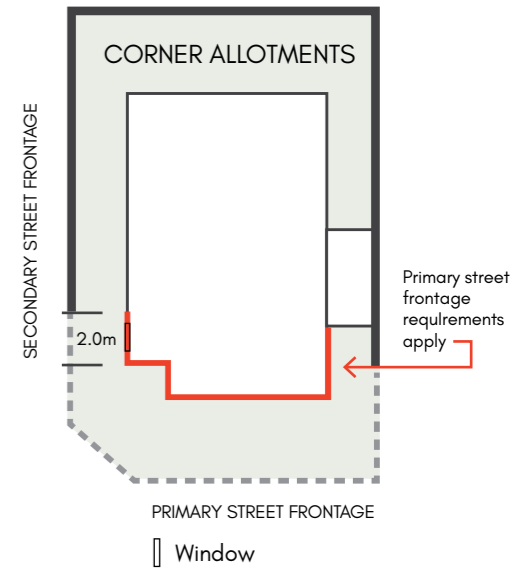 CORNER ALLOTMENTS
SECONDARY STREET FRONTAGE
2.0m
Primary street
frontage
requlrements
apply
PRIMARY STREET FRONTAGE
Window